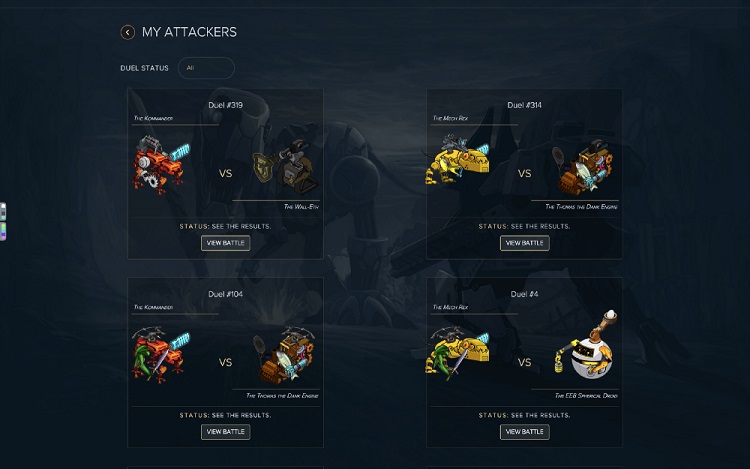 MY ATTACKERS
DUEL STATUS All
Duel #319
The Kommander
VS
The Wall-Eth
STATUS: SEE THE RESULTS.
VIEW BATTLE
Duel #314
The Mech Rex
VS
The Thomas the Dank Engine
STATUS: SEE THE RESULTS.
VIEW BATTLE
Duel #104
The Kommander
VS
The Thomas the Dank Engine
STATUS: SEE THE RESULTS.
VIEW BATTLE
Duel #4
The Mech Rex
VS
The EEB Spherical Droid
STATUS: SEE THE RESULTS.
VIEW BATTLE